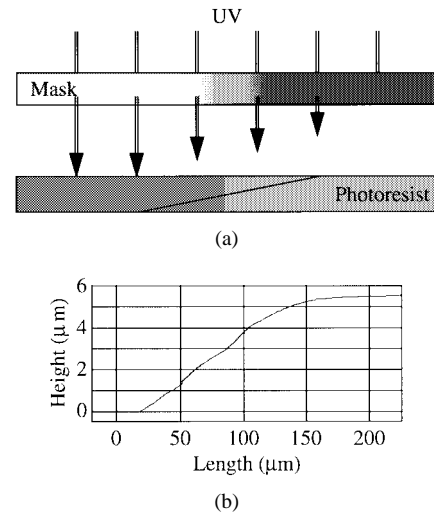 UV
Mask
Photoresist
(a)
6
4
2
0
Height (μm)
0 50 100 150 200
Length (μm)
(b)